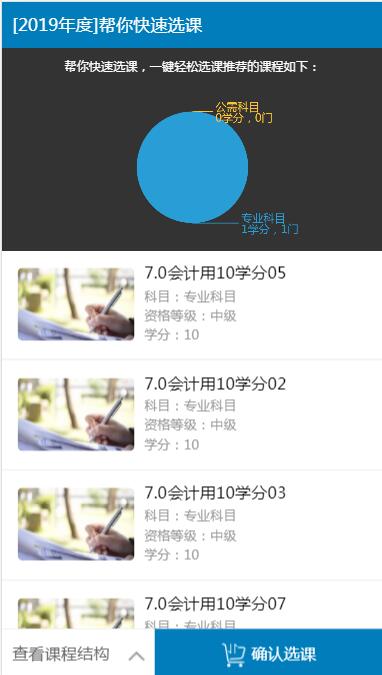 [2019年度]帮你快速选课
帮你快速选课，一键轻松选课推荐的课程如下：
公需科目
0学分，0门
专业科目
1学分，1门
7.0会计用10学分05
科目：专业科目
资格等级：中级
学分：10
7.0会计用10学分02
科目：专业科目
资格等级：中级
学分：10
7.0会计用10学分03
科目：专业科目
资格等级：中级
学分：10
7.0会计用10学分07
科目：专业科目
查看课程结构
确认选课